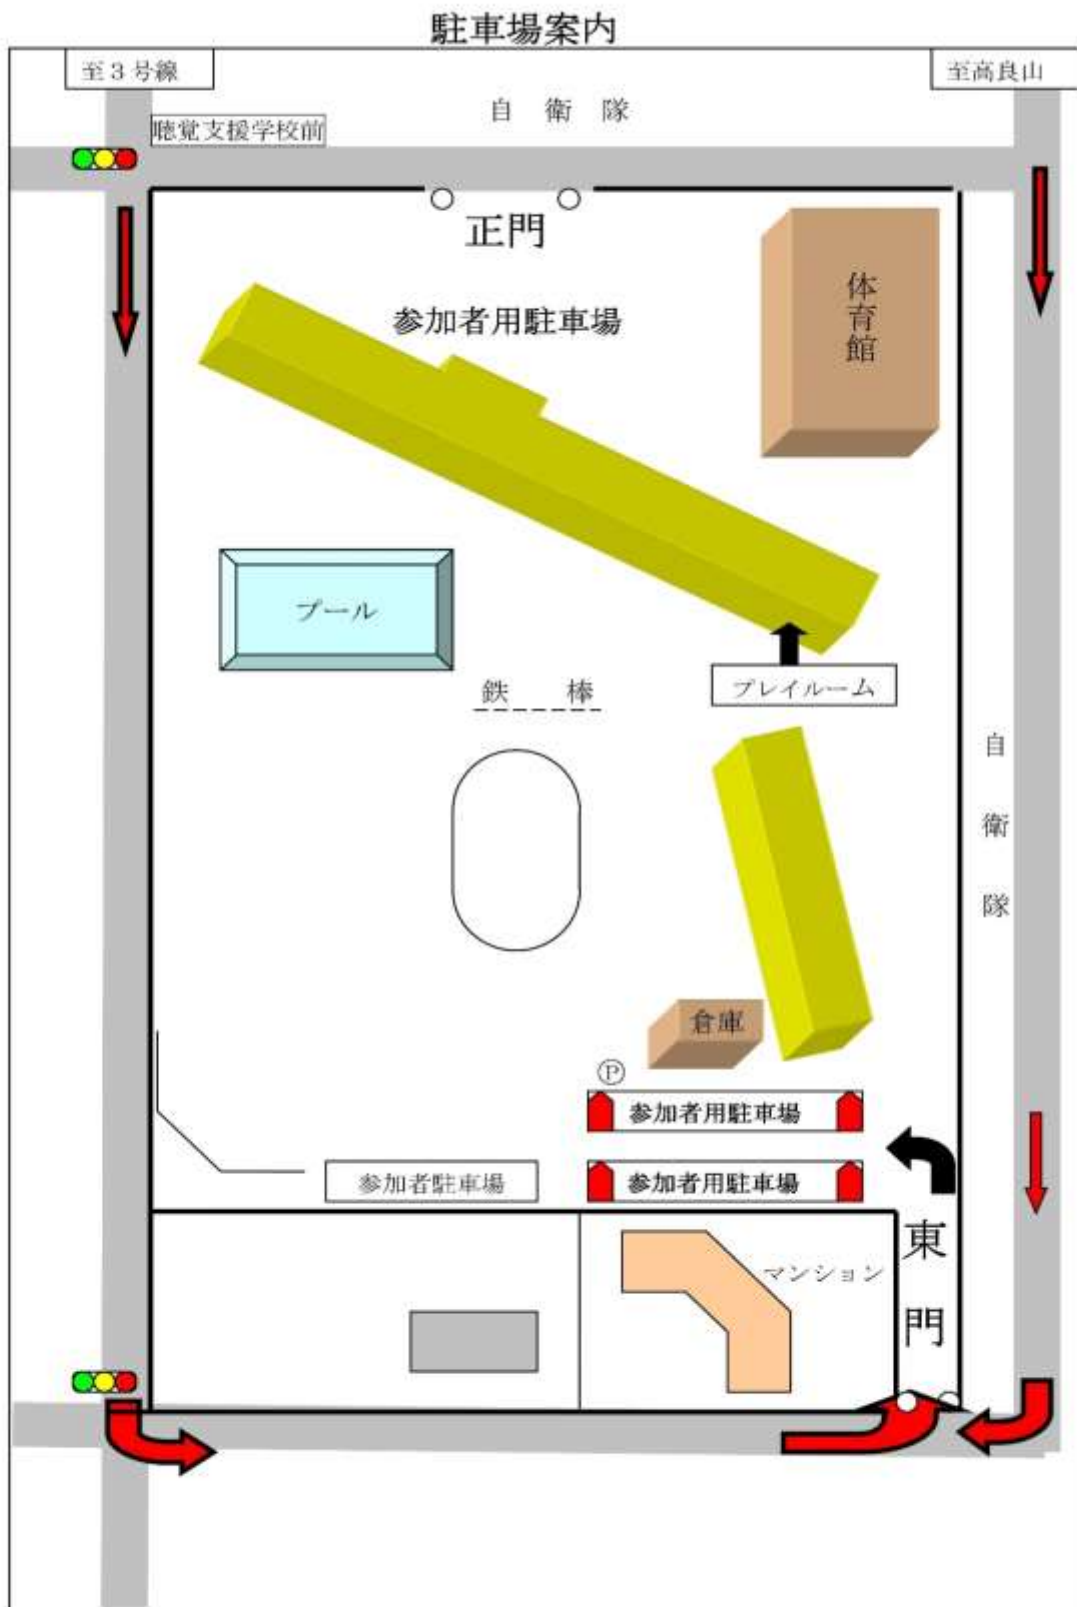 駐車場案内
至3号線
至高良山
自衛隊
聴覚支援学校前
正門
体育館
参加者用駐車場
プール
プレイルーム
鉄棒
自衛隊
倉庫
Ⓟ
参加者用駐車場
参加者駐車場
参加者用駐車場
東門
マンション